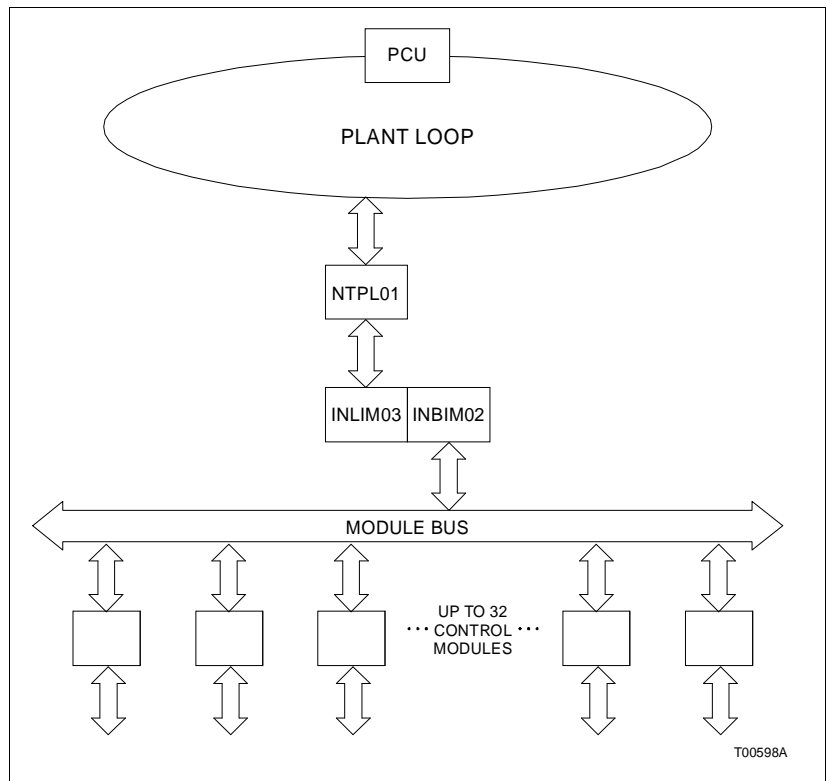 PCU
PLANT LOOP
NTPL01
INLIM03 INBIM02
MODULE BUS
UP TO 32
··· CONTROL ···
MODULES
T00598A